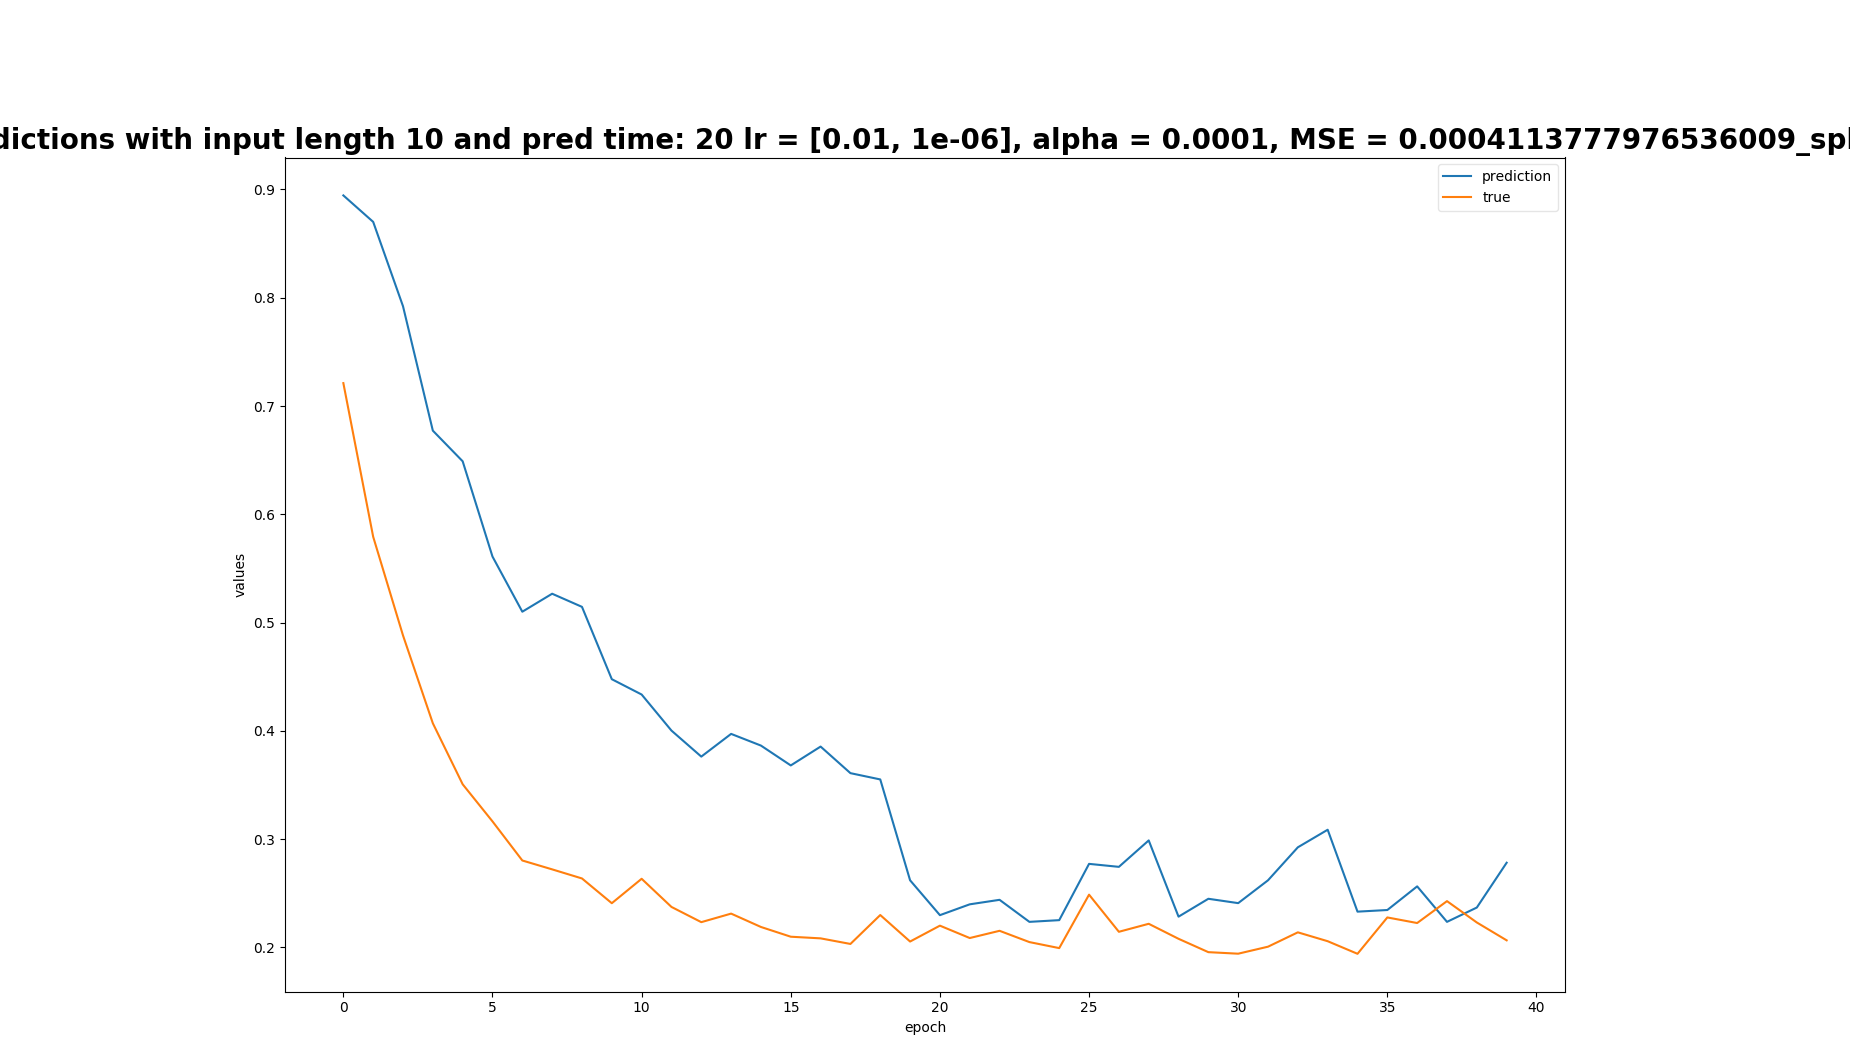 dictions with input length 10 and pred time: 20 lr = [0.01, 1e-06], alpha = 0.0001, MSE = 0.0004113777976536009_spl
prediction
true
0.9
0.8
0.7
0.6
0.5
0.4
0.3
0.2
values
0 5 10 15 20 25 30 35 40
epoch